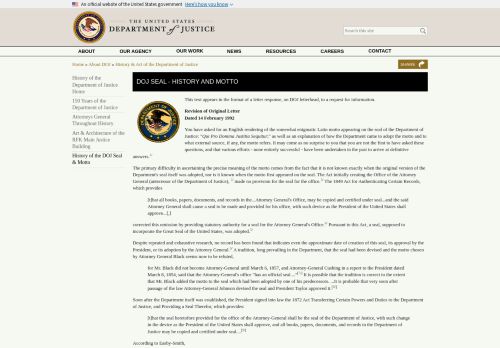 An official website of the United States government Here's how you know
THE UNITED STATES
DEPARTMENT of JUSTICE
Search this site
ABOUT OUR AGENCY OUR WORK NEWS RESOURCES CAREERS CONTACT
Home » About DOJ » History & Art of the Department of Justice
SHARE
History of the
Department of Justice
Home
150 Years of the
Department of Justice
Attorneys General
Throughout History
Art & Architecture of the
RFK Main Justice
Building
History of the DOJ Seal
& Motto
DOJ SEAL - HISTORY AND MOTTO
This text appears in the format of a letter response, on DOJ letterhead, to a request for information.
Revision of Original Letter
Dated 14 February 1992
You have asked for an English rendering of the somewhat enigmatic Latin motto appearing on the seal of the Department of
Justice: "Qui Pro Domina Justitia Sequitur;" as well as an explanation of how the Department came to adopt the motto and to
what external source, if any, the motto refers. It may come as no surprise to you that you are not the first to have asked these
questions, and that various efforts - none entirely successful - have been undertaken in the past to arrive at definitive
answers.
The primary difficulty in ascertaining the precise meaning of the motto comes from the fact that it is not known exactly when the original version of the
Department's seal itself was adopted, nor is it known when the motto first appeared on the seal. The Act initially creating the Office of the Attorney
General (antecessor of the Department of Justice), made no provision for the seal for the office. The 1849 Act for Authenticating Certain Records,
which provides
[t]hat all books, papers, documents, and records in the...Attorney General's Office, may be copied and certified under seal...and the said
Attorney General shall cause a seal to be made and provided for his office, with such device as the President of the United States shall
approve...[,]
corrected this omission by providing statutory authority for a seal for the Attorney General's Office. Pursuant to this Act, a seal, supposed to
incorporate the Great Seal of the United States, was adopted.
Despite repeated and exhaustive research, no record has been found that indicates even the approximate date of creation of this seal, its approval by the
President, or its adoption by the Attorney General. A tradition, long prevailing in the Department, that the seal had been devised and the motto chosen
by Attorney General Black seems now to be refuted,
for Mr. Black did not become Attorney-General until March 6, 1857, and Attorney-General Cushing in a report to the President dated
March 8, 1854, said that the Attorney General's office "has an official seal ..." It is possible that the tradition is correct to the extent
that Mr. Black added the motto to the seal which had been adopted by one of his predecessors. ...It is probable that very soon after
passage of the law Attorney-General Johnson devised the seal and President Taylor approved it.
Soon after the Department itself was established, the President signed into law the 1872 Act Transferring Certain Powers and Duties to the Department
of Justice, and Providing a Seal Therefor, which provides:
[t]hat the seal heretofore provided for the office of the Attorney-General shall be the seal of the Department of Justice, with such change
in the device as the President of the United States shall approve, and all books, papers, documents, and records in the Department of
Justice may be copied and certified under seal...
According to Easby-Smith,